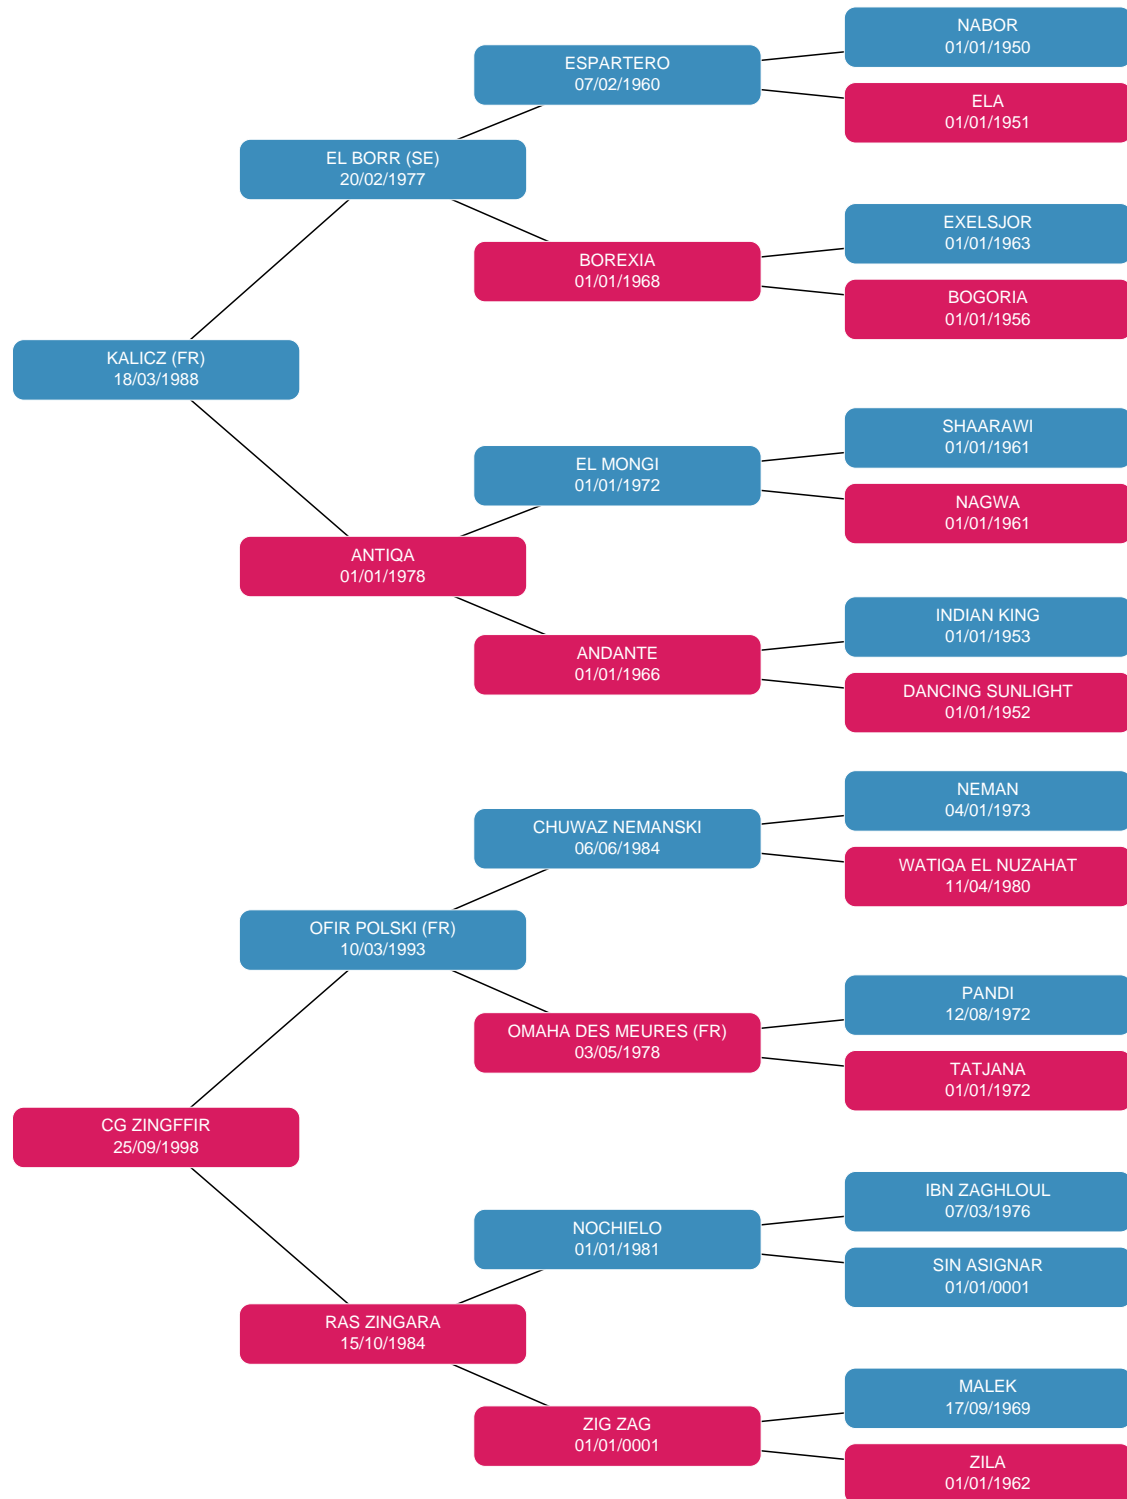 NABOR
01/01/1950
ESPARTERO
07/02/1960
ELA
01/01/1951
EL BORR (SE)
20/02/1977
EXELSJOR
01/01/1963
BOREXIA
01/01/1968
BOGORIA
01/01/1956
KALICZ (FR)
18/03/1988
SHAARAWI
01/01/1961
EL MONGI
01/01/1972
NAGWA
01/01/1961
ANTIQA
01/01/1978
INDIAN KING
01/01/1953
ANDANTE
01/01/1966
DANCING SUNLIGHT
01/01/1952
NEMAN
04/01/1973
CHUWAZ NEMANSKI
06/06/1984
WATIQA EL NUZAHAT
11/04/1980
OFIR POLSKI (FR)
10/03/1993
PANDI
12/08/1972
OMAHA DES MEURES (FR)
03/05/1978
TATJANA
01/01/1972
CG ZINGFFIR
25/09/1998
IBN ZAGHLOUL
07/03/1976
NOCHIELO
01/01/1981
SIN ASIGNAR
01/01/0001
RAS ZINGARA
15/10/1984
MALEK
17/09/1969
ZIG ZAG
01/01/0001
ZILA
01/01/1962